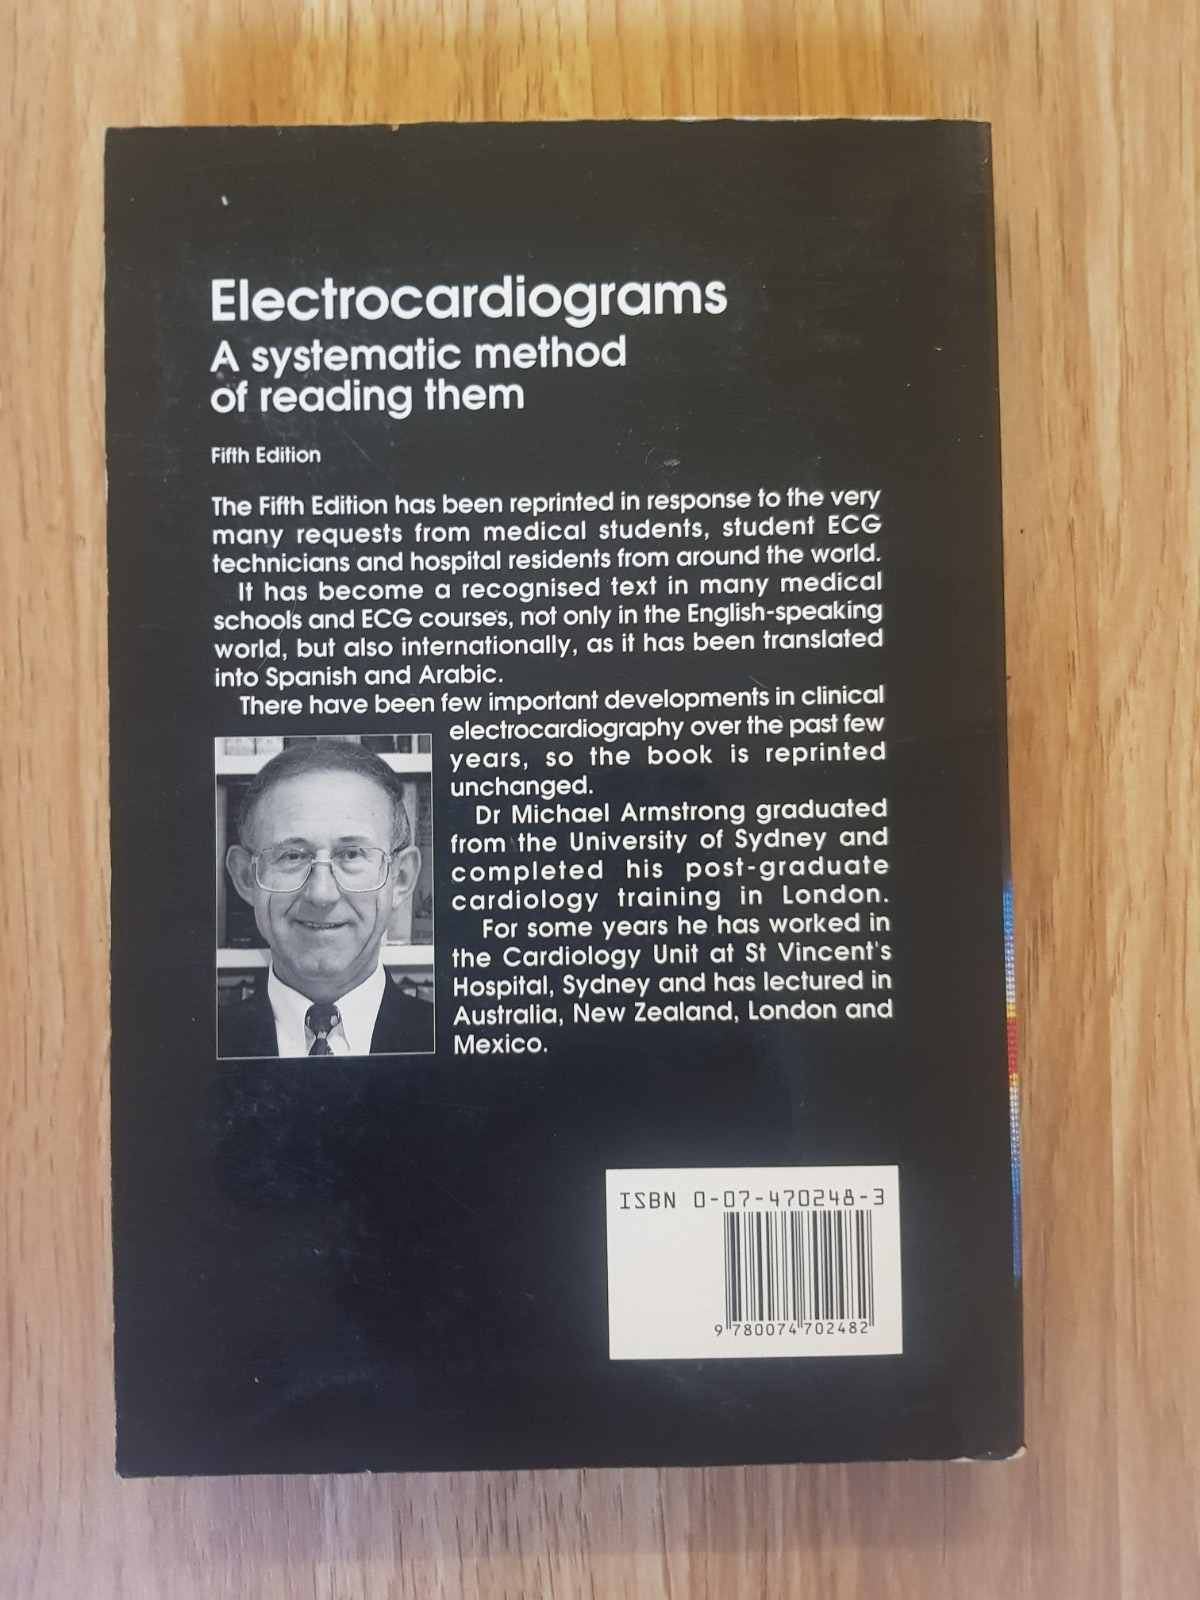 Electrocardiograms
A systematic method
of reading them
Fifth Edition
The Fifth Edition has been reprinted in response to the very
many requests from medical students, student ECG
technicians and hospital residents from around the world.
It has become a recognised text in many medical
schools and ECG courses, not only in the English-speaking
world, but also internationally, as it has been translated
into Spanish and Arabic.
There have been few important developments in clinical
electrocardiography over the past few
years, so the book is reprinted
unchanged.
Dr Michael Armstrong graduated
from the University of Sydney and
completed his post-graduate
cardiology training in London.
For some years he has worked in
the Cardiology Unit at St Vincent's
Hospital, Sydney and has lectured in
Australia, New Zealand, London and
Mexico.
ISBN 0-07-470248-3
9 780074 702482